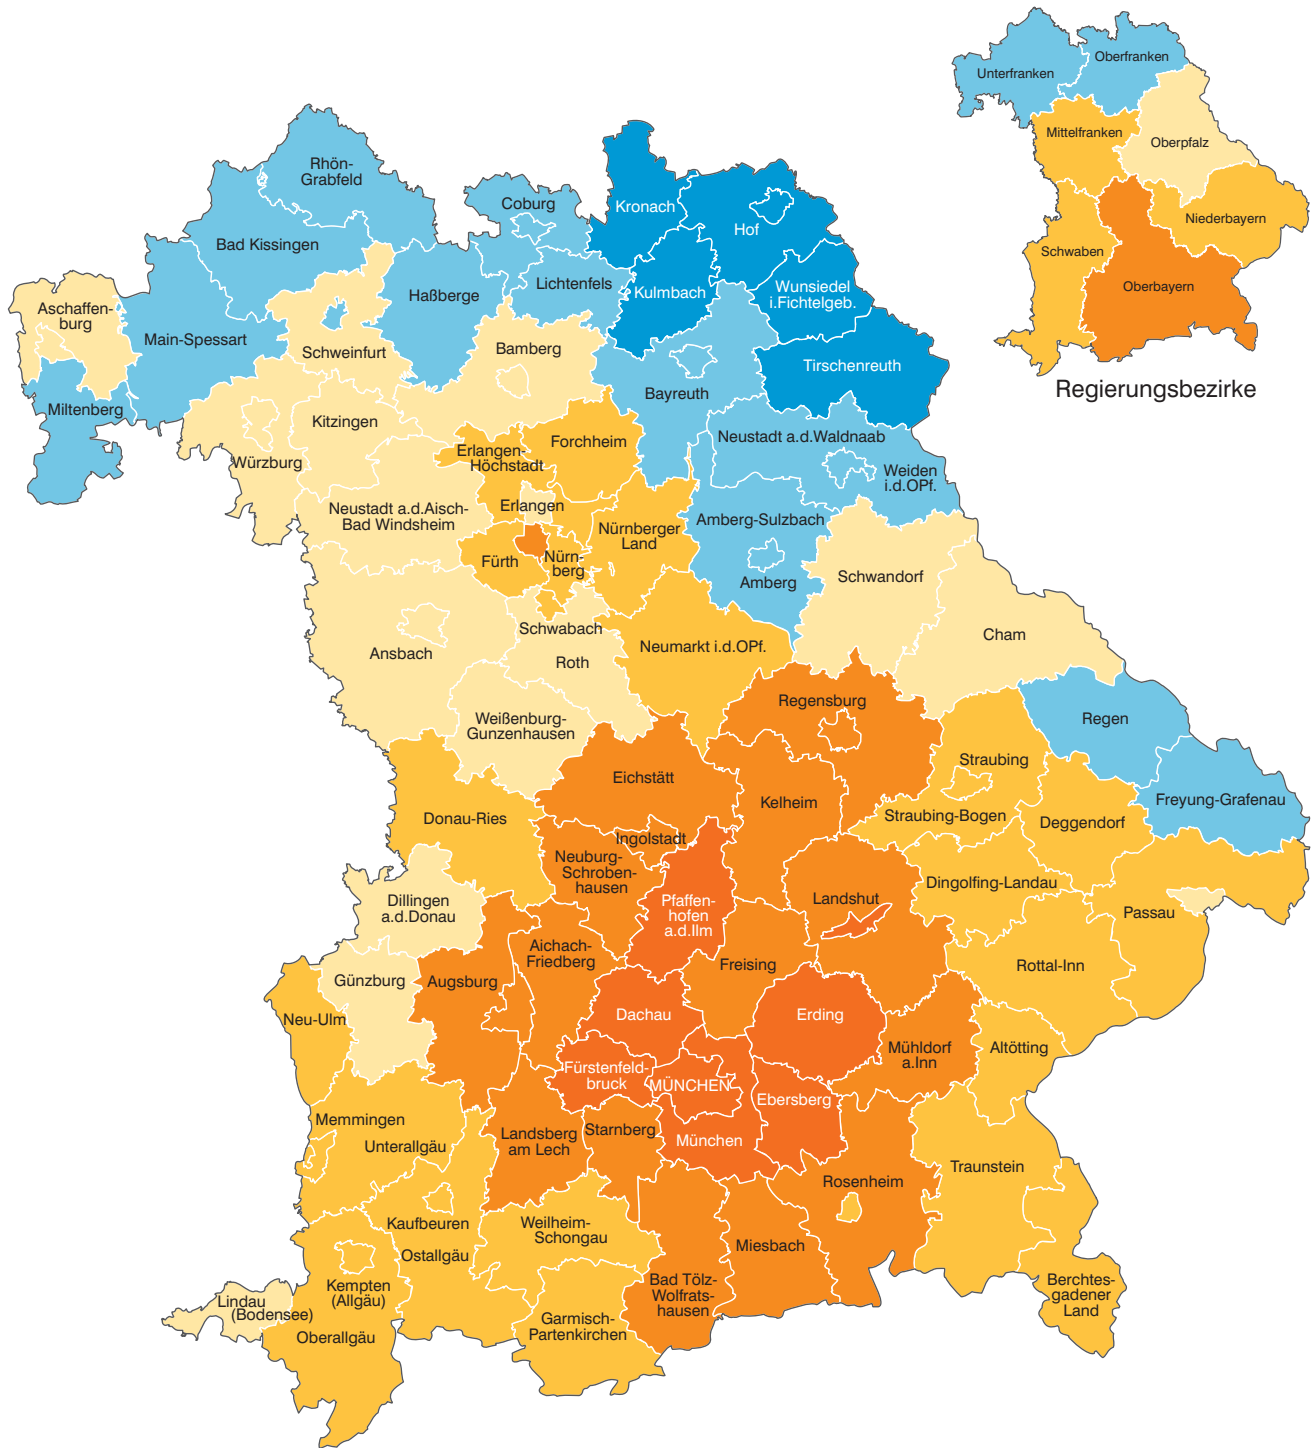 Unterfranken
Oberfranken
Mittelfranken
Oberpfalz
Niederbayern
Schwaben
Oberbayern
Regierungsbezirke
Rhön-
Grabfeld
Coburg
Kronach
Hof
Bad Kissingen
Lichtenfels
Kulmbach
Wunsiedel
i.Fichtelgeb.
Haßberge
Aschaffen-
burg
Main-Spessart
Schweinfurt
Bamberg
Tirschenreuth
Bayreuth
Miltenberg
Kitzingen
Würzburg
Erlangen-
Höchstadt
Forchheim
Neustadt a.d.Waldnaab
Weiden
i.d.OPf.
Neustadt a.d.Aisch-
Bad Windsheim
Erlangen
Nürnberger
Land
Amberg-Sulzbach
Fürth
Nürn-
berg
Amberg
Schwandorf
Schwabach
Cham
Ansbach
Roth
Neumarkt i.d.OPf.
Weißenburg-
Gunzenhausen
Regensburg
Regen
Eichstätt
Kelheim
Straubing
Freyung-Grafenau
Donau-Ries
Straubing-Bogen
Deggendorf
Ingolstadt
Neuburg-
Schroben-
hausen
Dingolfing-Landau
Dillingen
a.d.Donau
Pfaffen-
hofen
a.d.Ilm
Landshut
Passau
Aichach-
Friedberg
Freising
Rottal-Inn
Günzburg
Augsburg
Neu-Ulm
Dachau
Erding
Mühldorf
a.Inn
Altötting
Fürstenfeld-
bruck
MÜNCHEN
Ebersberg
Memmingen
Unterallgäu
Landsberg
am Lech
Starnberg
München
Traunstein
Rosenheim
Kaufbeuren
Ostallgäu
Weilheim-
Schongau
Miesbach
Kempten
(Allgäu)
Bad Tölz-
Wolfrats-
hausen
Berchtes-
gadener
Land
Lindau
(Bodensee)
Oberallgäu
Garmisch-
Partenkirchen